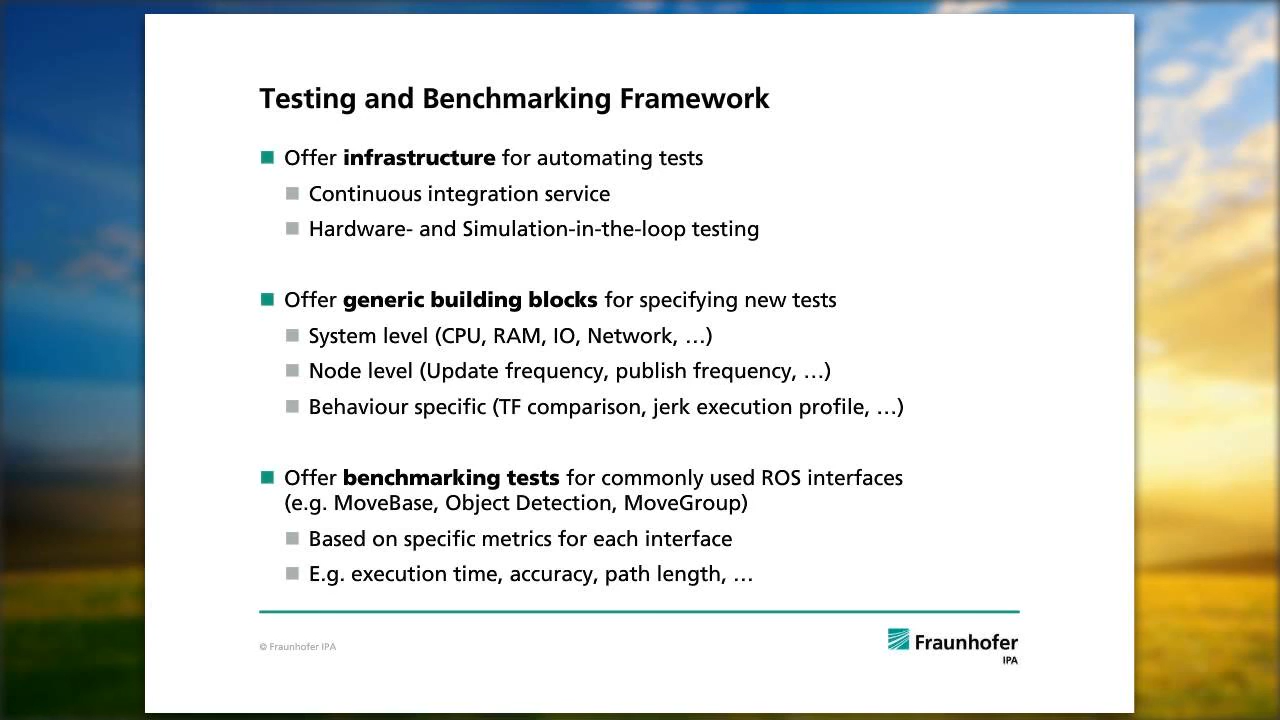 Testing and Benchmarking Framework
Offer infrastructure for automating tests
Continuous integration service
Hardware- and Simulation-in-the-loop testing
Offer generic building blocks for specifying new tests
System level (CPU, RAM, IO, Network, …)
Node level (Update frequency, publish frequency, …)
Behaviour specific (TF comparison, jerk execution profile, …)
Offer benchmarking tests for commonly used ROS interfaces
(e.g. MoveBase, Object Detection, MoveGroup)
Based on specific metrics for each interface
E.g. execution time, accuracy, path length, …
© Fraunhofer IPA
Fraunhofer
IPA